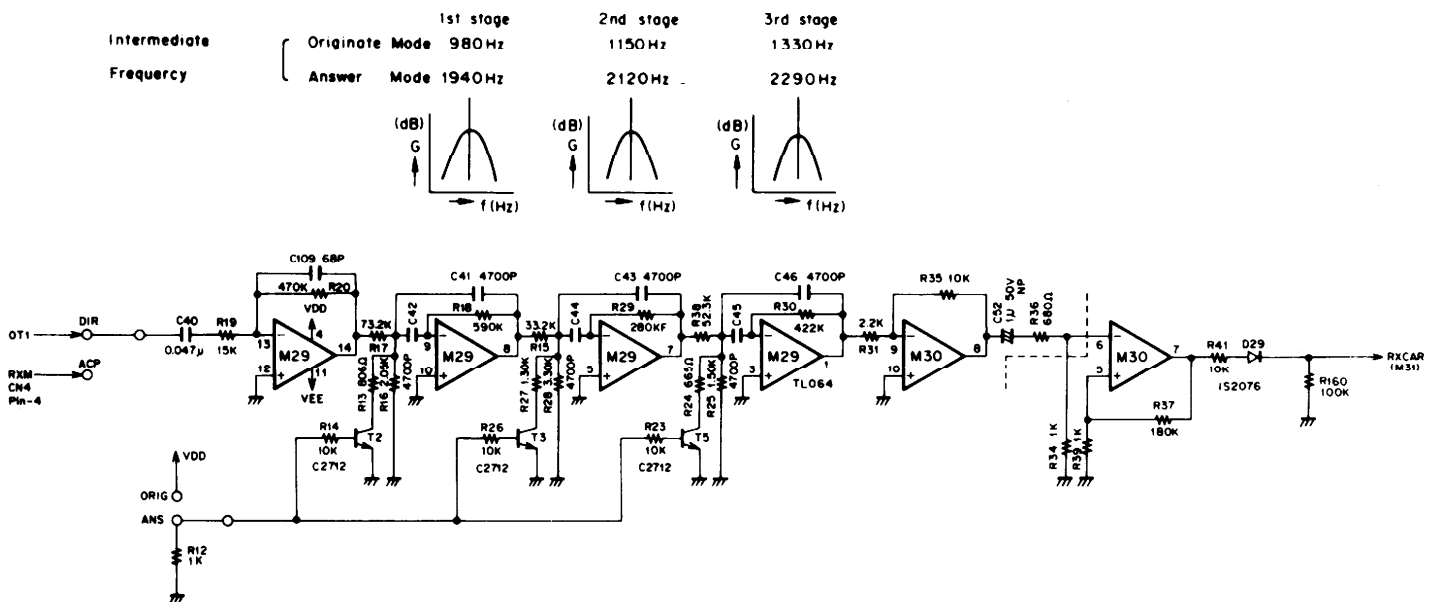 1st stage 2nd stage 3rd stage
Intermediate Originate Mode 980Hz 1150Hz 1330Hz
Frequercy Answer Mode 1940Hz 2120Hz 2290Hz
(dB) G f(Hz)
(dB) G f(Hz)
(dB) G f(Hz)
C109 68P
470K R20
VDD
4
OT1 DIR
C40
0.047μ
R19
15K
13
M29
14
12
11
VEE
RXM ACP
CN4
Pin-4
73.2K
R17
C42
4700P
C41 4700P
R18
590K
9
M29
8
10
R13 806Ω
R16 2.05K
R14
10K
T2
C2712
33.2K
R15
C44
4700P
C43 4700P
R29
280KF
M29
7
5
R27 1.30K
R28 3.30K
R26
10K
T3
C2712
R38
52.3K
C45
4700P
C46 4700P
R30
422K
M29
1
3
TL064
R24 665Ω
R25 1.50K
R23
10K
T5
C2712
2.2K
R31
R35 10K
9
M30
8
10
C52
1μ 50V
NP
R36
680Ω
6
M30
7
5
R34 1K
R39 1K
R37
180K
R41
10K
D29
1S2076
R160
100K
RXCAR
(M31)
VDD
ORIG
ANS
R12
1K